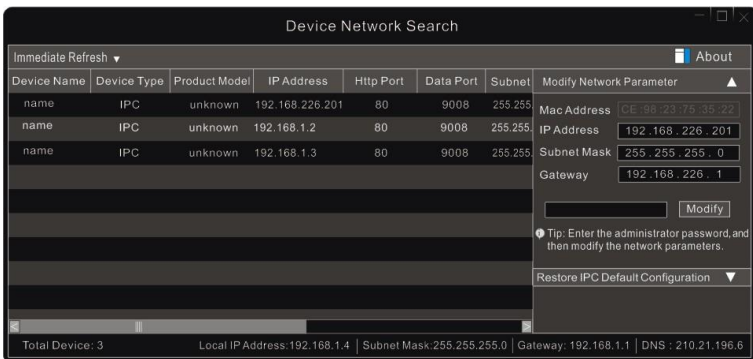 Device Network Search
Immediate Refresh ▼ About
Device Name Device Type Product Model IP Address Http Port Data Port Subnet
name IPC unknown 192.168.226.201 80 9008 255.255
name IPC unknown 192.168.1.2 80 9008 255.255.
name IPC unknown 192.168.1.3 80 9008 255.255.
Modify Network Parameter ▲
Mac Address CE :98 :23 :75 :35 :22
IP Address 192 .168 . 226 . 201
Subnet Mask 255 . 255 . 255 . 0
Gateway 192 .168 . 226 . 1
Modify
Tip: Enter the administrator password, and
then modify the network parameters.
Restore IPC Default Configuration ▼
Total Device: 3 Local IP Address:192.168.1.4 Subnet Mask:255.255.255.0 Gateway: 192.168.1.1 DNS : 210.21.196.6